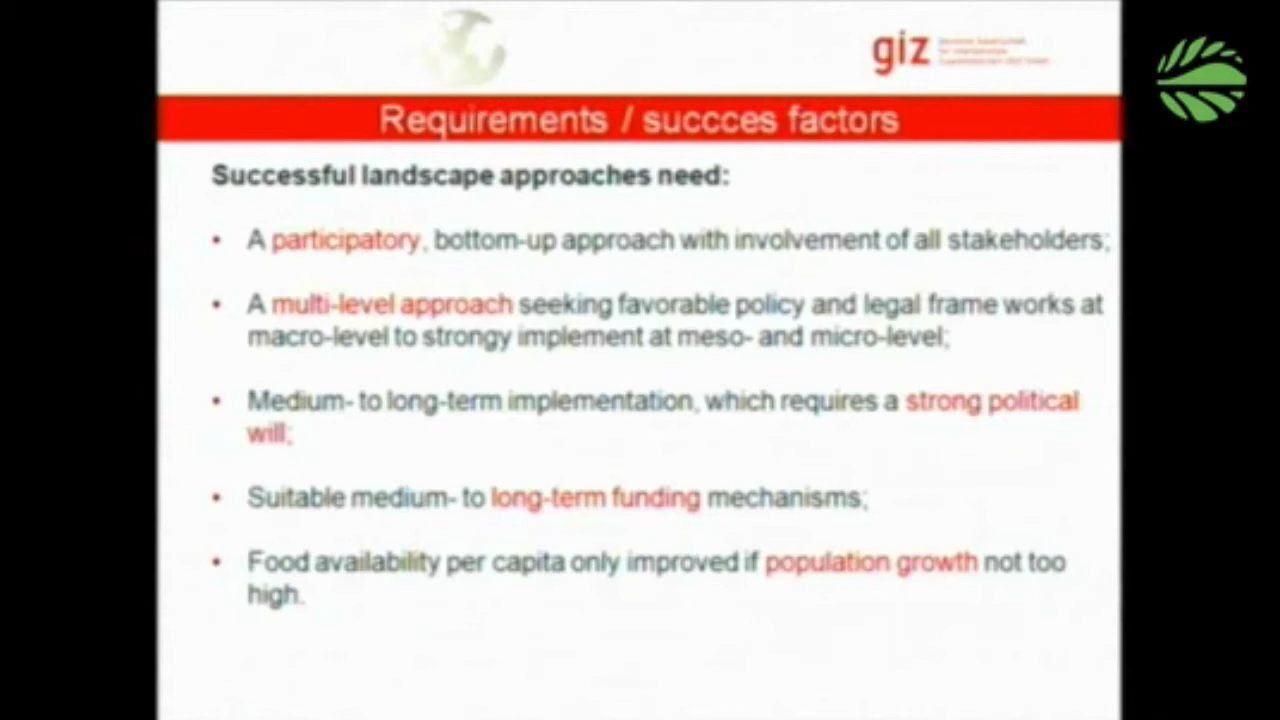 giz
Requirements / succces factors
Successful landscape approaches need:
• A participatory, bottom-up approach with involvement of all stakeholders;
• A multi-level approach seeking favorable policy and legal frame works at
macro-level to strongy implement at meso- and micro-level;
• Medium- to long-term implementation, which requires a strong political
will;
• Suitable medium- to long-term funding mechanisms;
• Food availability per capita only improved if population growth not too
high.